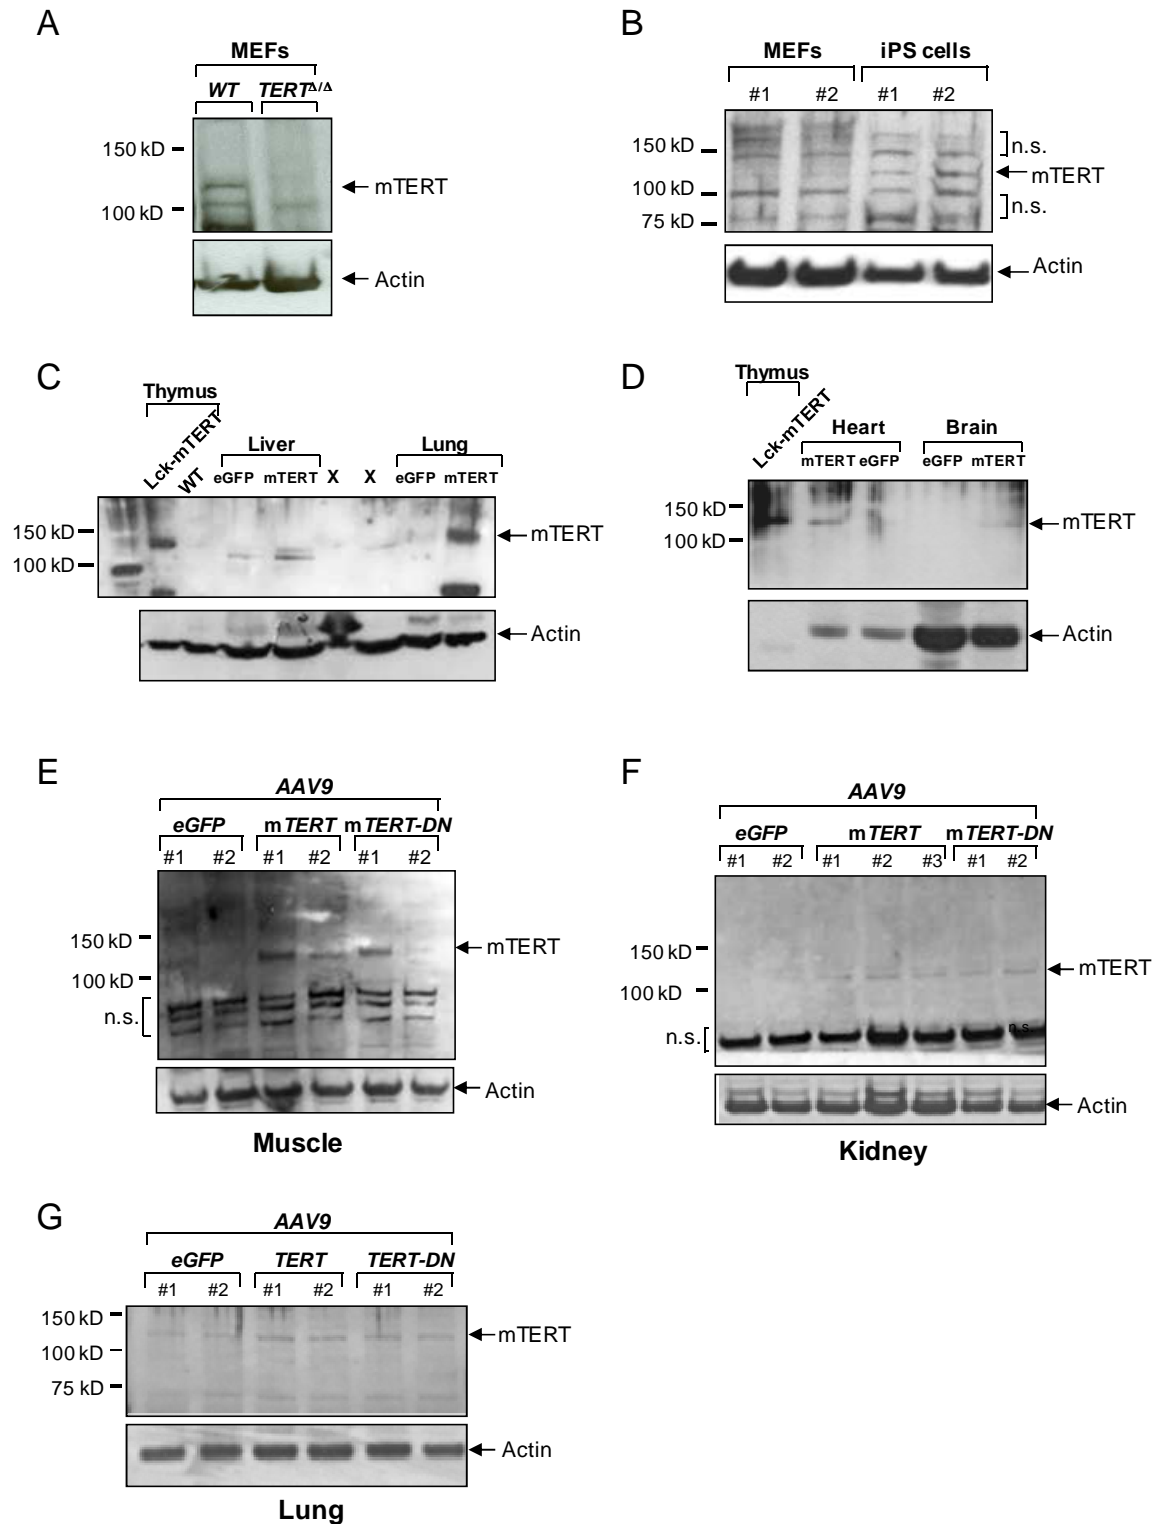 A
MEFs
WT TERTΔ/Δ
150 kD
mTERT
100 kD
Actin
B
MEFs iPS cells
#1 #2 #1 #2
150 kD
n.s.
mTERT
100 kD
n.s.
75 kD
Actin
C
Thymus
Lck-mTERT
WT
Liver Lung
eGFP mTERT X X eGFP mTERT
150 kD
mTERT
100 kD
Actin
D
Thymus
Lck-mTERT
Heart Brain
mTERT eGFP eGFP mTERT
150 kD
mTERT
100 kD
Actin
E
AAV9
eGFP mTERT mTERT-DN
#1 #2 #1 #2 #1 #2
150 kD
mTERT
100 kD
n.s.
Actin
Muscle
F
AAV9
eGFP mTERT mTERT-DN
#1 #2 #1 #2 #3 #1 #2
150 kD
mTERT
100 kD
n.s.
n.s.
Actin
Kidney
G
AAV9
eGFP TERT TERT-DN
#1 #2 #1 #2 #1 #2
150 kD
mTERT
100 kD
75 kD
Actin
Lung